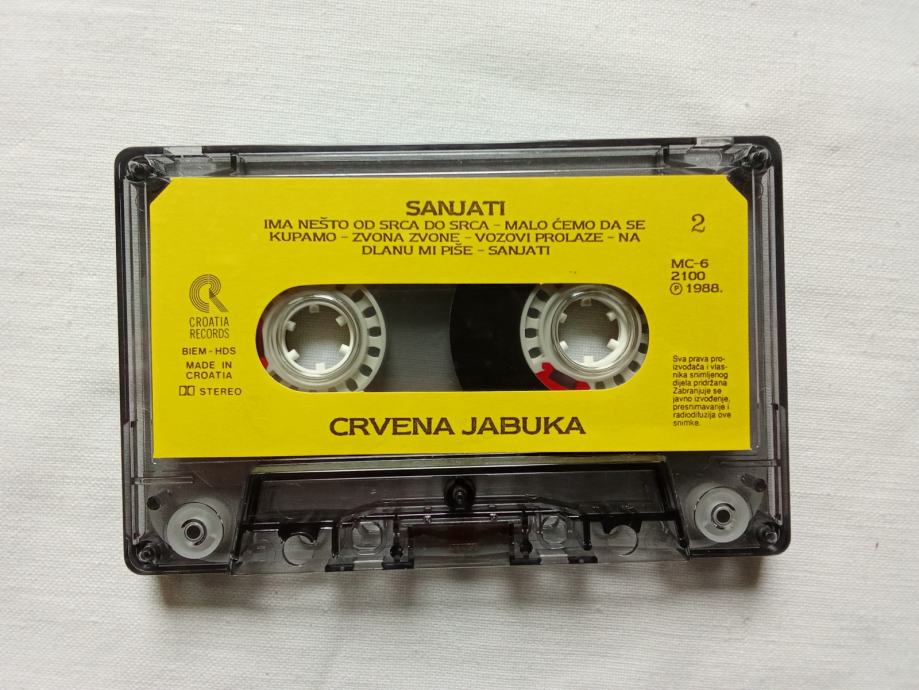 SANJATI
IMA NEŠTO OD SRCA DO SRCA – MALO ĆEMO DA SE
KUPAMO – ZVONA ZVONE – VOZOVI PROLAZE – NA
DLANU MI PIŠE – SANJATI
2
MC-6
2100
Ⓟ 1988.
CROATIA
RECORDS
BIEM – HDS
MADE IN
CROATIA
STEREO
Sva prava pro-
izvođača i vlas-
nika snimljenog
dijela pridržana
Zabranjuje se
javno izvođenje,
presnimavanje i
radiodifuzija ove
snimke.
CRVENA JABUKA